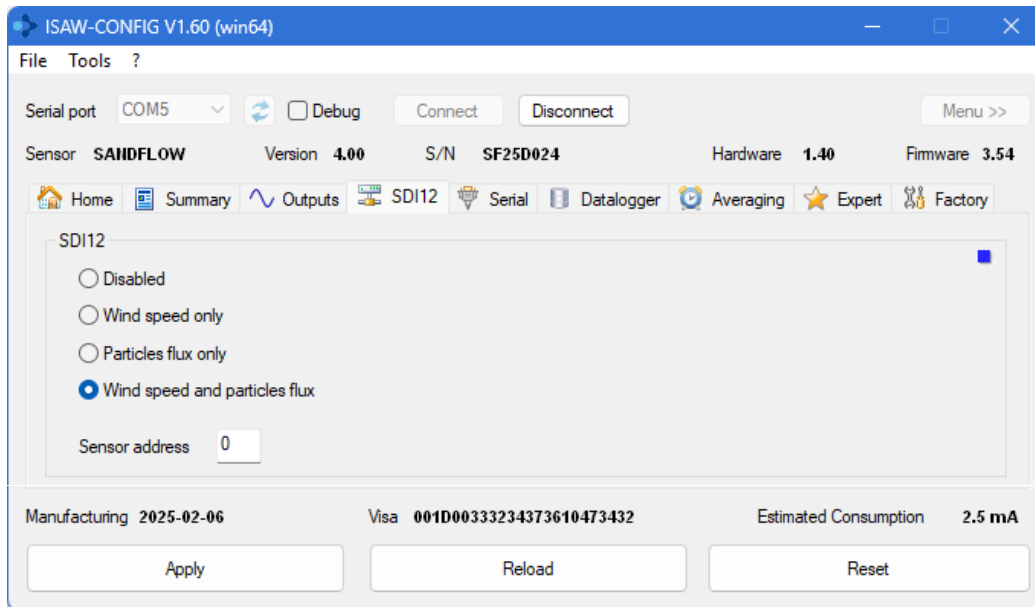 ISAW-CONFIG V1.60 (win64)
File Tools ?
Serial port COM5 Debug Connect Disconnect Menu >>
Sensor SANDFLOW Version 4.00 S/N SF25D024 Hardware 1.40 Firmware 3.54
Home Summary Outputs SDI12 Serial Datalogger Averaging Expert Factory
SDI12
Disabled
Wind speed only
Particles flux only
Wind speed and particles flux
Sensor address 0
Manufacturing 2025-02-06 Visa 001D00333234373610473432 Estimated Consumption 2.5 mA
Apply Reload Reset